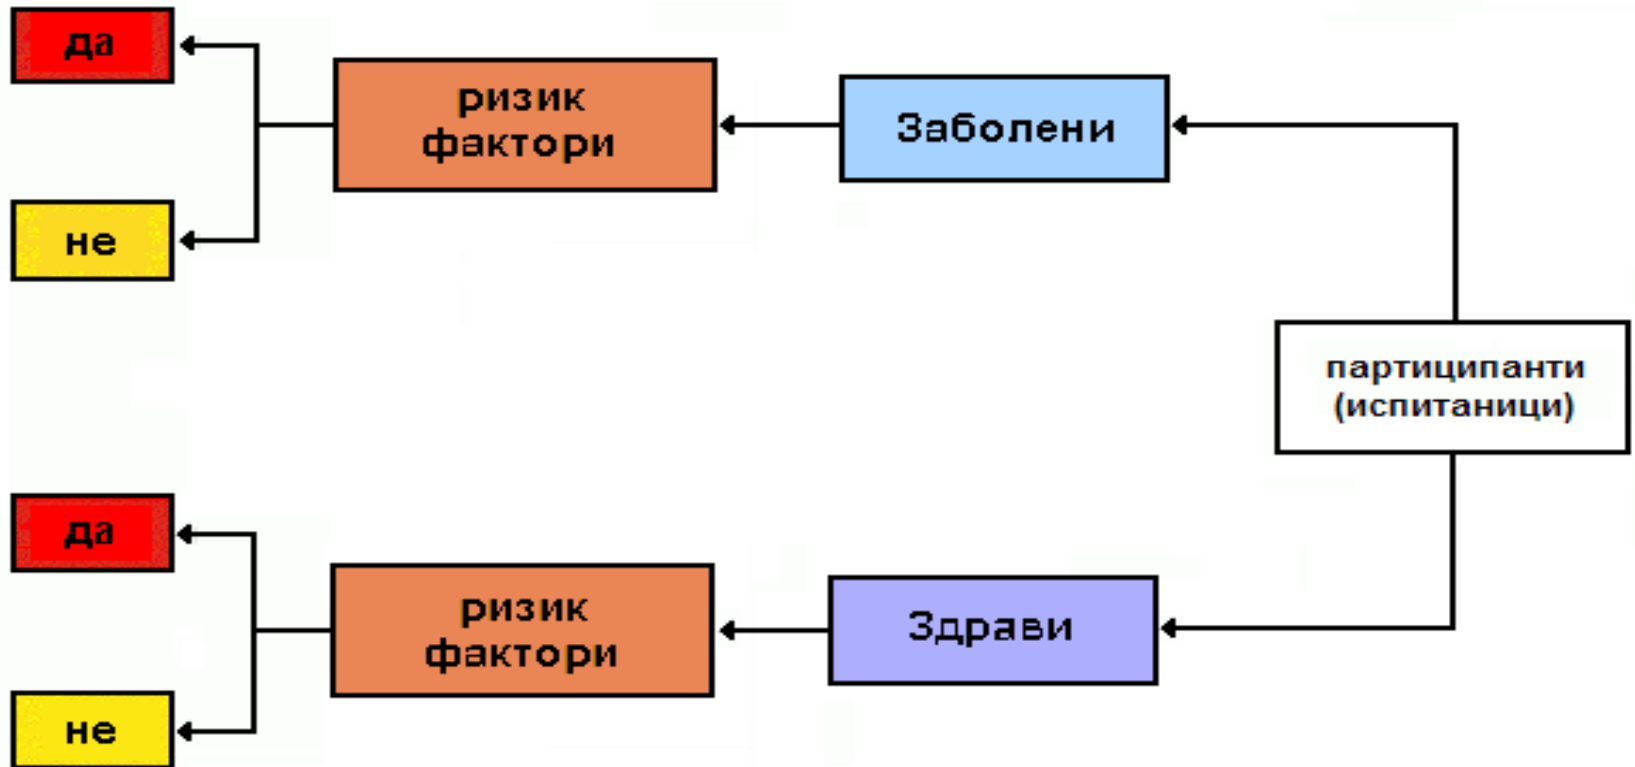 да
ризик
фактори
Заболени
не
партиципанти
(испитаници)
да
ризик
фактори
Здрави
не